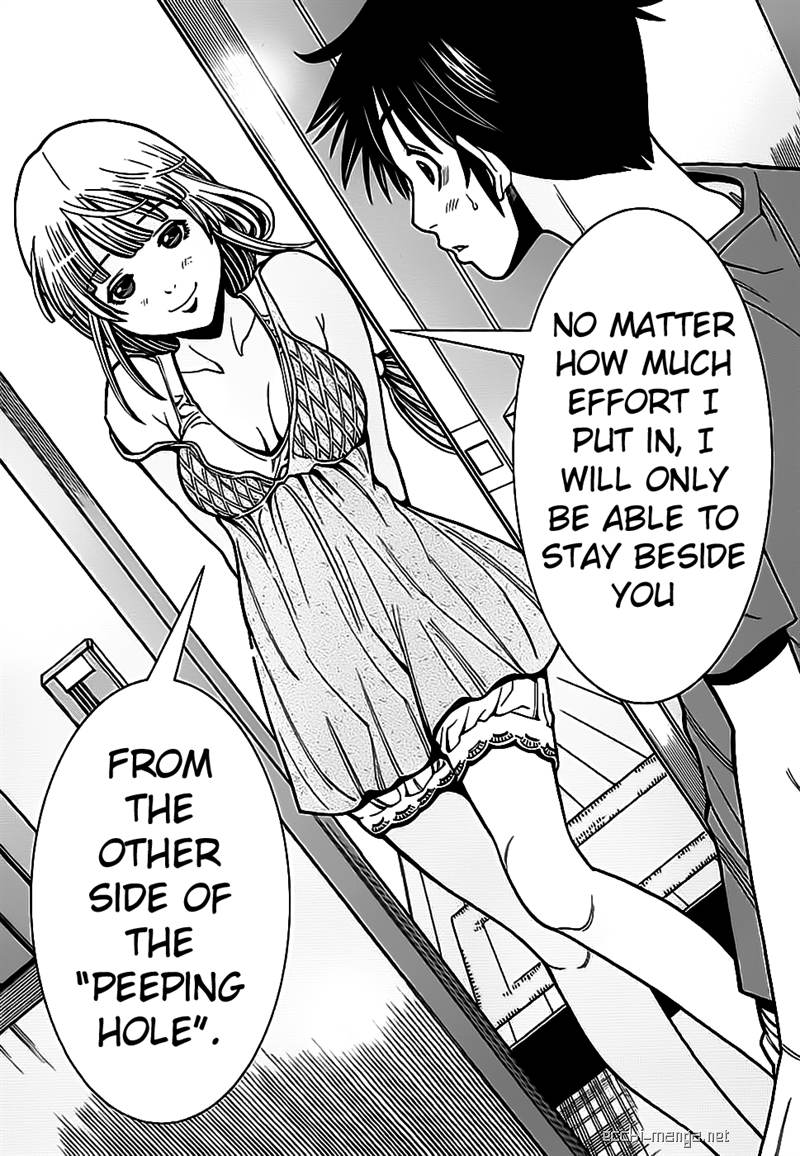 NO MATTER
HOW MUCH
EFFORT I
PUT IN, I
WILL ONLY
BE ABLE TO
STAY BESIDE
YOU
FROM
THE
OTHER
SIDE OF
THE
"PEEPING
HOLE".
ecchi-manga.net